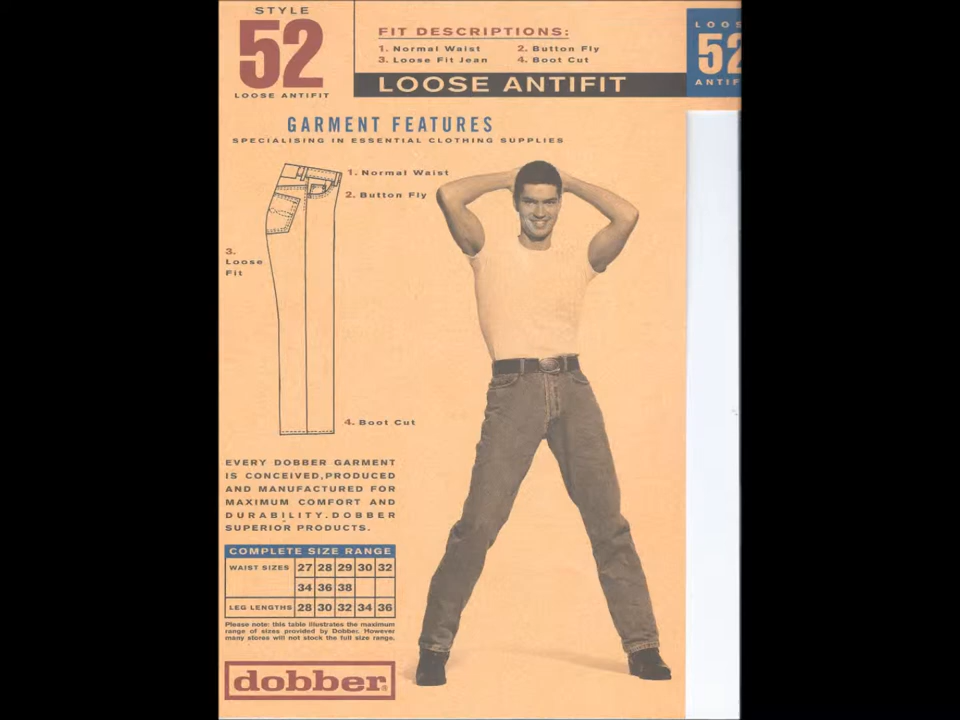 STYLE
52
LOOSE ANTIFIT
FIT DESCRIPTIONS:
1. Normal Waist 2. Button Fly
3. Loose Fit Jean 4. Boot Cut
LOOSE ANTIFIT
LOOS
52
ANTIF
GARMENT FEATURES
SPECIALISING IN ESSENTIAL CLOTHING SUPPLIES
1. Normal Waist
2. Button Fly
3.
Loose
Fit
4. Boot Cut
EVERY DOBBER GARMENT
IS CONCEIVED,PRODUCED
AND MANUFACTURED FOR
MAXIMUM COMFORT AND
DURABILITY.DOBBER
SUPERIOR PRODUCTS.
COMPLETE SIZE RANGE
WAIST SIZES 27 28 29 30 32
34 36 38
LEG LENGTHS 28 30 32 34 36
Please note: this table illustrates the maximum
range of sizes provided by Dobber. However
many stores will not stock the full size range.
dobber®